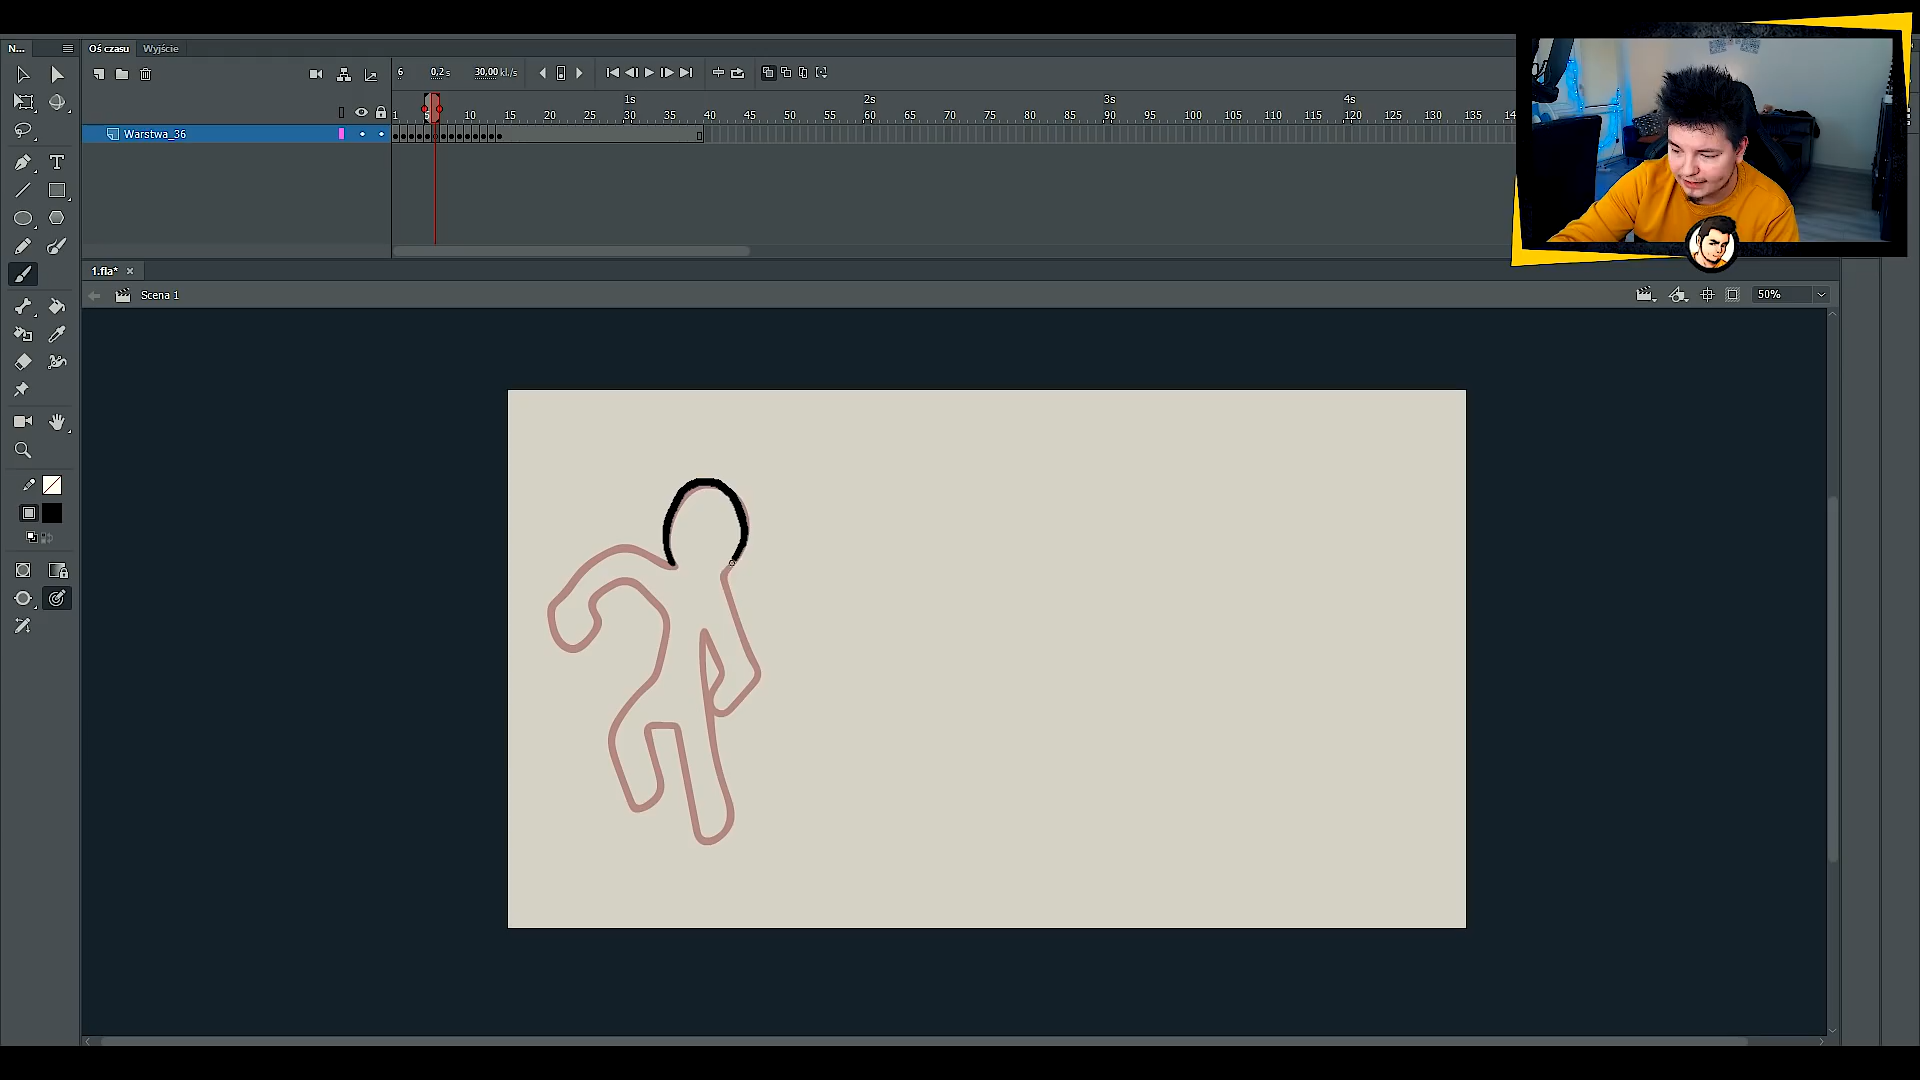 N...
Oś czasu
Wyjście
6
0,2 s
30,00 kl./s
1s
2s
3s
4s
1
5
10
15
20
25
30
35
40
45
50
55
60
65
70
75
80
85
90
95
100
105
110
115
120
125
130
135
Warstwa_36
T
1.fla*
Scena 1
50%